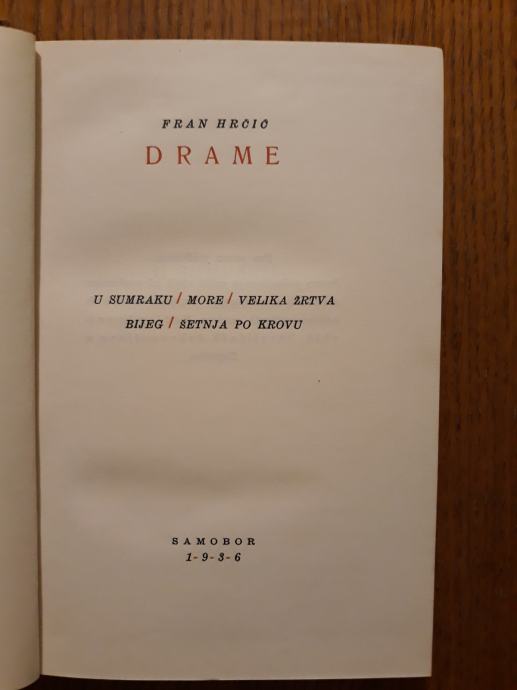 FRAN HRČIĆ
DRAME
U SUMRAKU / MORE / VELIKA ŽRTVA
BIJEG / ŠETNJA PO KROVU
SAMOBOR
1-9-3-6